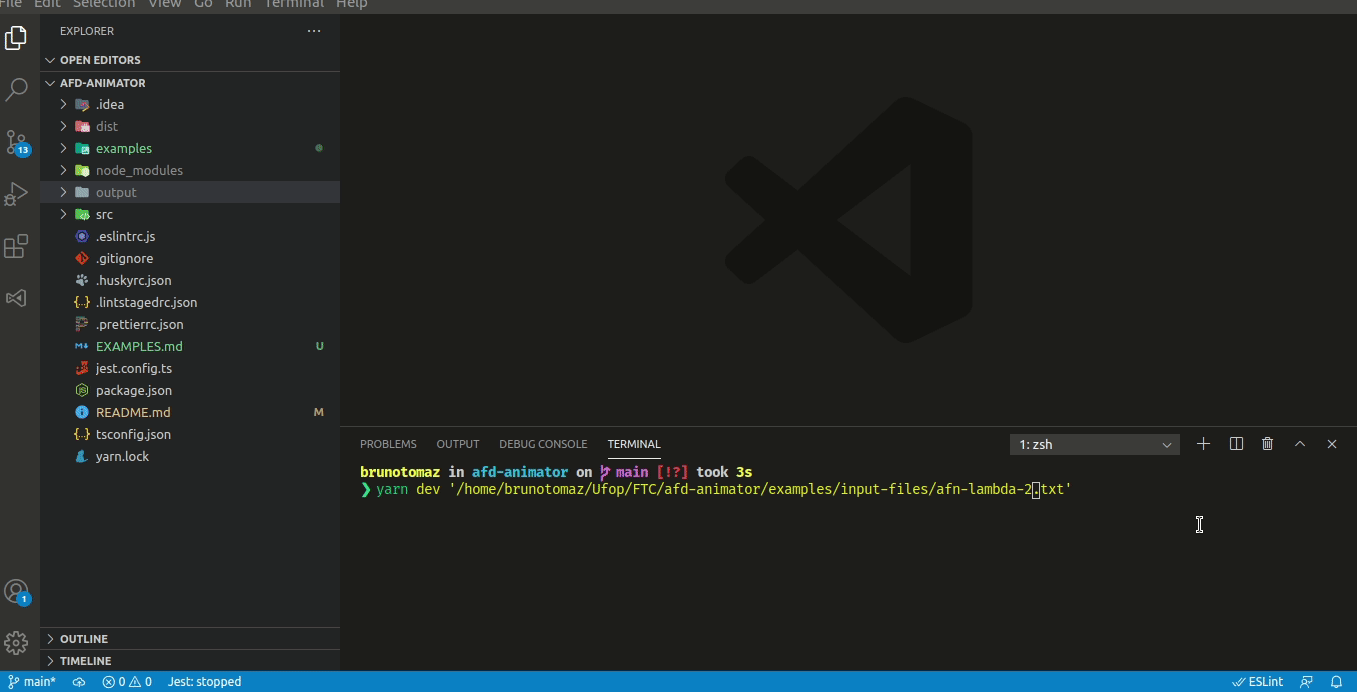 File Edit Selection View Go Run Terminal Help
EXPLORER ...
OPEN EDITORS
AFD-ANIMATOR
.idea
dist
examples
node_modules
output
src
.eslintrc.js
.gitignore
.huskyrc.json
{..} .lintstagedrc.json
.prettierrc.json
M↓ EXAMPLES.md U
jest.config.ts
JS package.json
i README.md M
{..} tsconfig.json
yarn.lock
13
1
OUTLINE
TIMELINE
PROBLEMS OUTPUT DEBUG CONSOLE TERMINAL 1: zsh
brunotomaz in afd-animator on main [!?] took 3s
❯ yarn dev '/home/brunotomaz/Ufop/FTC/afd-animator/examples/input-files/afn-lambda-2.txt'
main* 0 0 Jest: stopped ESLint